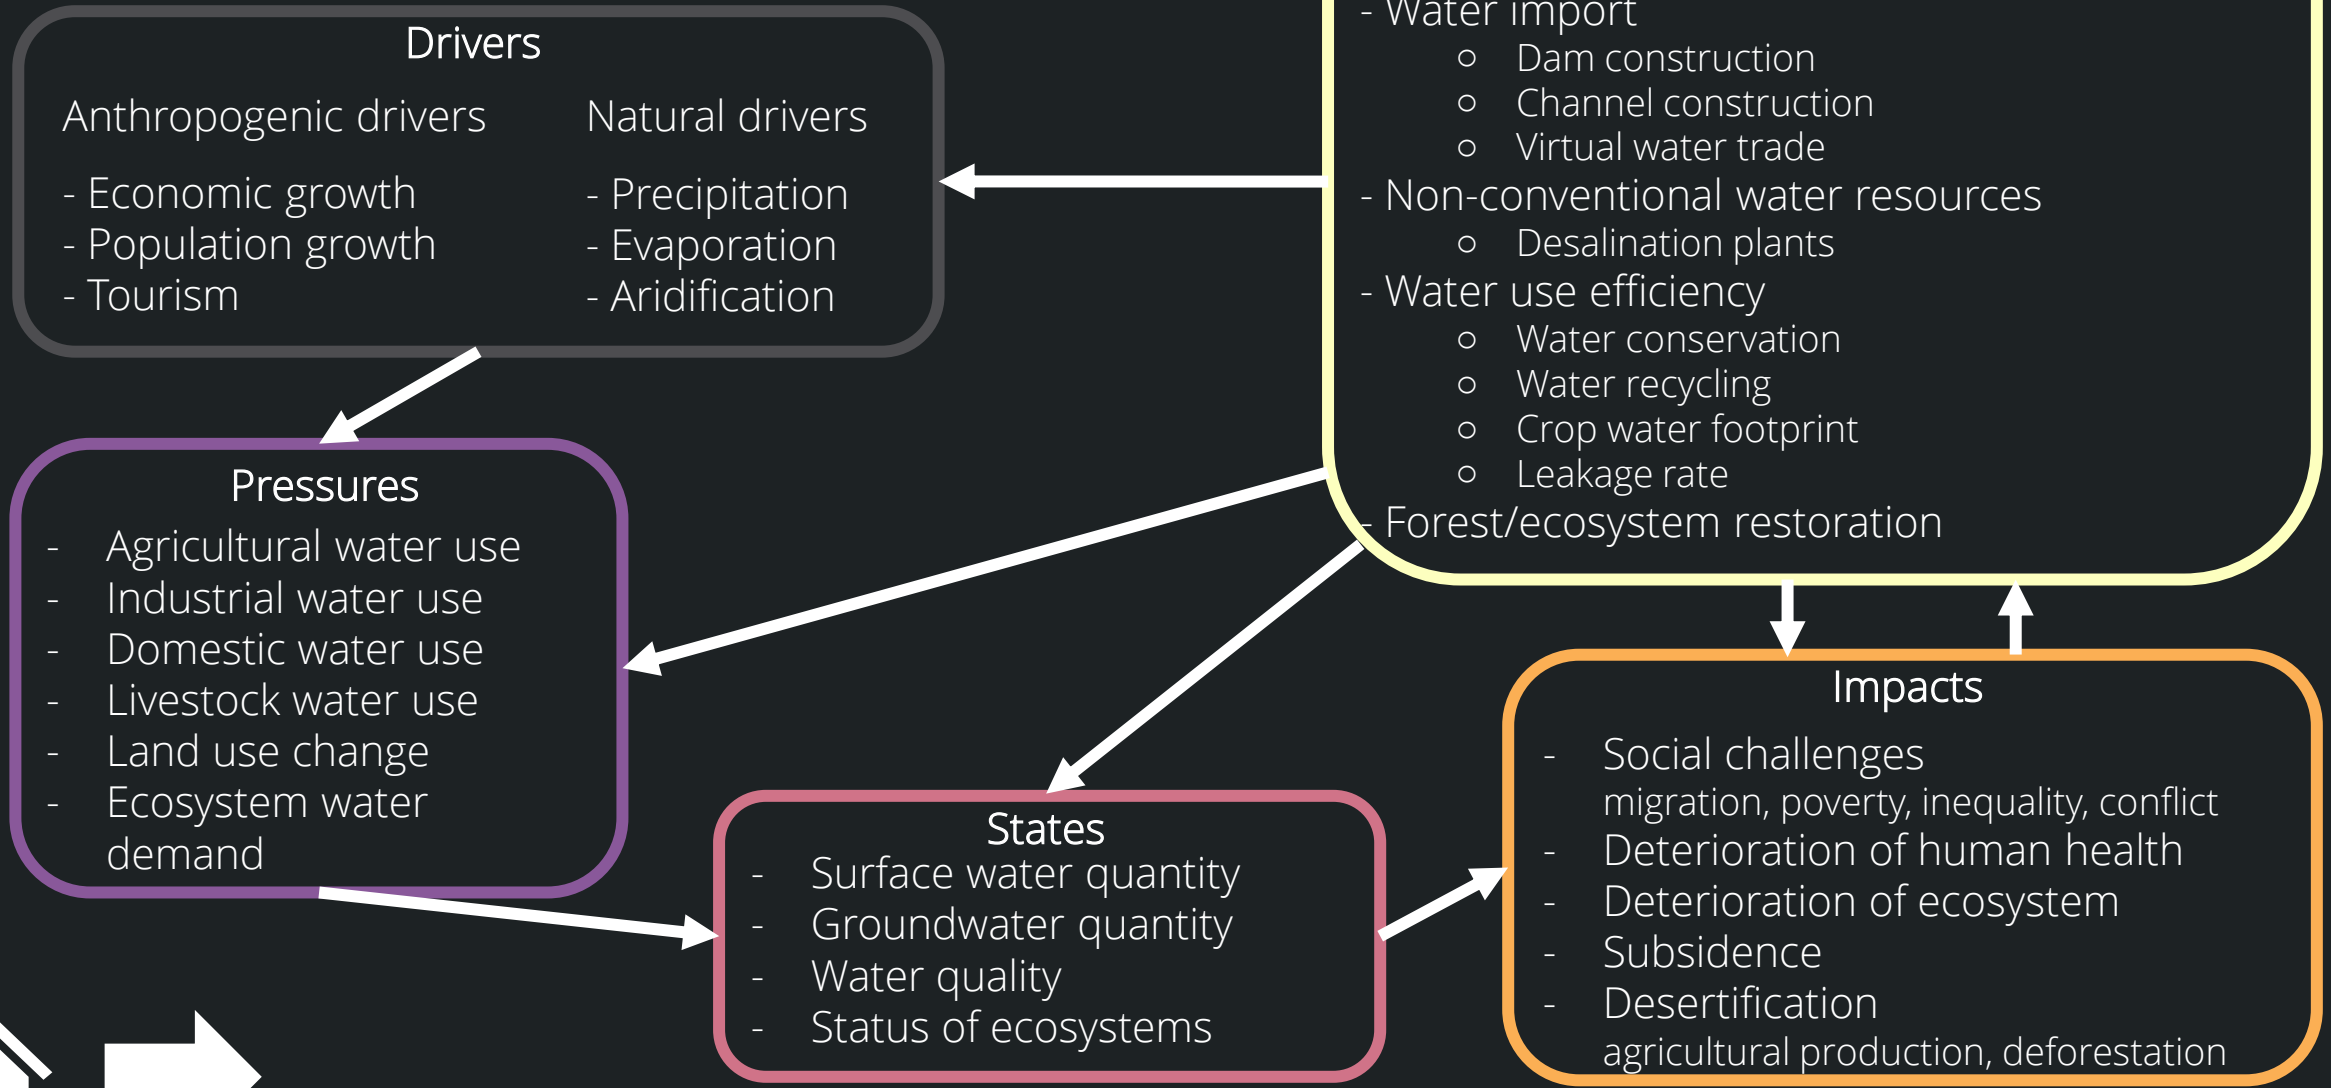 Drivers
Anthropogenic drivers
- Economic growth
- Population growth
- Tourism
Natural drivers
- Precipitation
- Evaporation
- Aridification
- Water import
○ Dam construction
○ Channel construction
○ Virtual water trade
- Non-conventional water resources
○ Desalination plants
- Water use efficiency
○ Water conservation
○ Water recycling
○ Crop water footprint
○ Leakage rate
- Forest/ecosystem restoration
Pressures
- Agricultural water use
- Industrial water use
- Domestic water use
- Livestock water use
- Land use change
- Ecosystem water
demand
States
- Surface water quantity
- Groundwater quantity
- Water quality
- Status of ecosystems
Impacts
- Social challenges
migration, poverty, inequality, conflict
- Deterioration of human health
- Deterioration of ecosystem
- Subsidence
- Desertification
agricultural production, deforestation